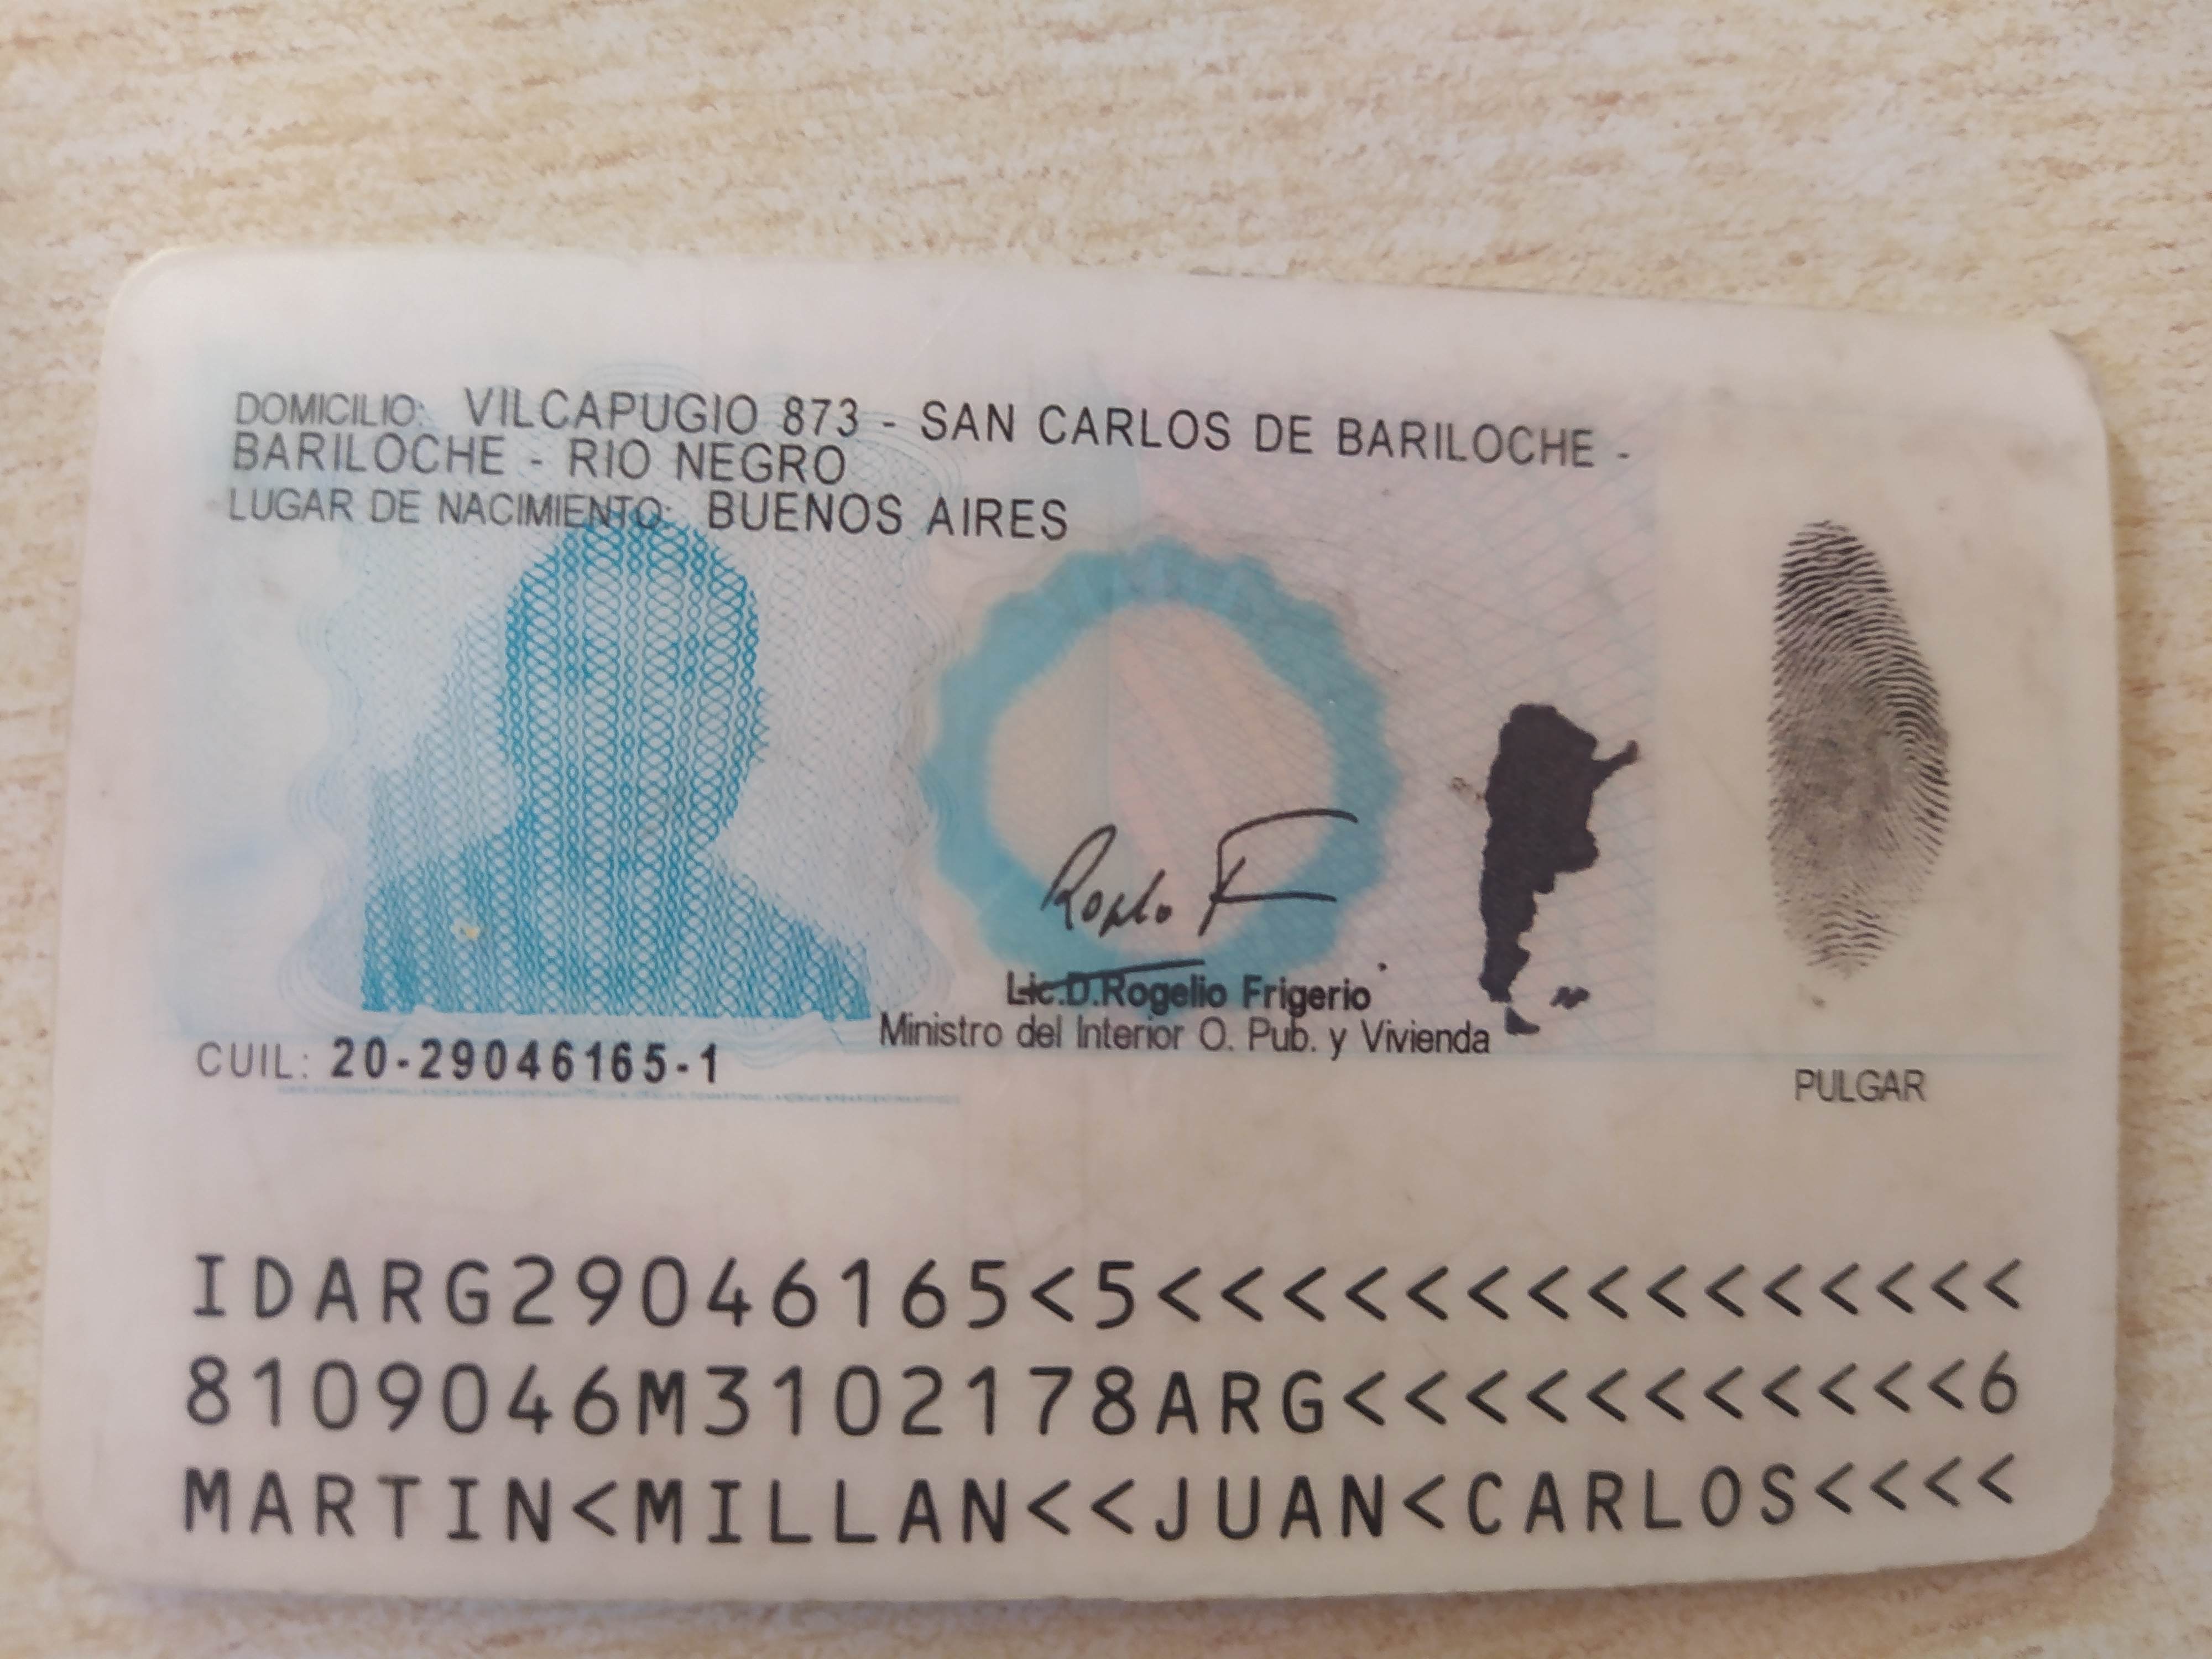 DOMICILIO: VILCAPUGIO 873 - SAN CARLOS DE BARILOCHE -
BARILOCHE - RIO NEGRO
LUGAR DE NACIMIENTO: BUENOS AIRES
Lic.D.Rogelio Frigerio
Ministro del Interior O. Pub. y Vivienda
CUIL: 20-29046165-1
PULGAR
IDARG29046165<5<<<<<<<<<<<<<<<
8109046M3102178ARG<<<<<<<<<<<6
MARTIN<MILLAN<<JUAN<CARLOS<<<<